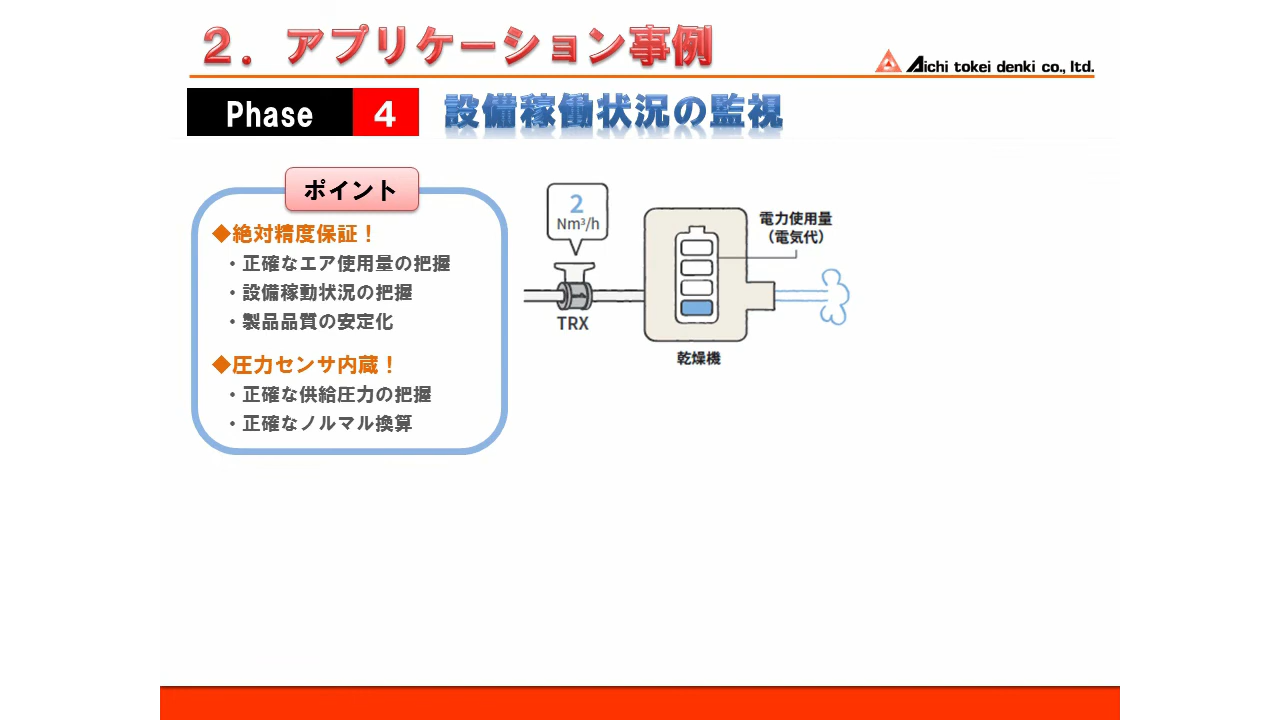 ２．アプリケーション事例
Aichi tokei denki co., ltd.
Phase 4 設備稼働状況の監視
ポイント
◆絶対精度保証！
・正確なエア使用量の把握
・設備稼動状況の把握
・製品品質の安定化
◆圧力センサ内蔵！
・正確な供給圧力の把握
・正確なノルマル換算
2
Nm³/h
TRX
電力使用量
（電気代）
乾燥機